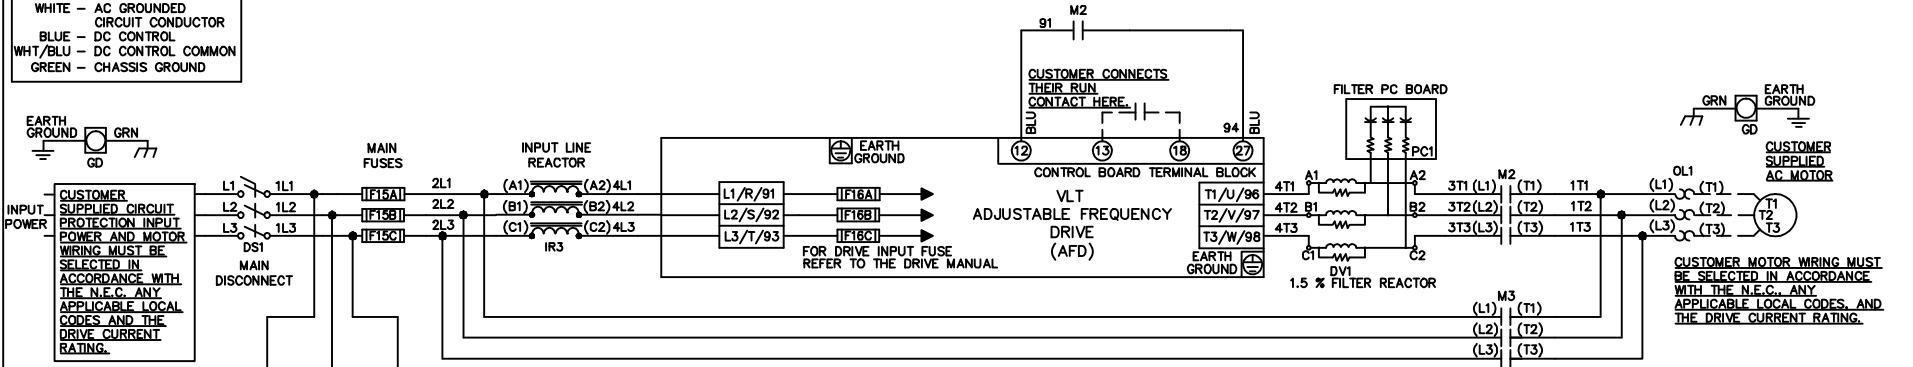 WHITE – AC GROUNDED
CIRCUIT CONDUCTOR
BLUE – DC CONTROL
WHT/BLU – DC CONTROL COMMON
GREEN – CHASSIS GROUND
EARTH
GROUND
GRN
GD
INPUT
POWER
CUSTOMER
SUPPLIED CIRCUIT
PROTECTION INPUT
POWER AND MOTOR
WIRING MUST BE
SELECTED IN
ACCORDANCE WITH
THE N.E.C. ANY
APPLICABLE LOCAL
CODES AND THE
DRIVE CURRENT
RATING.
L1 1L1
L2 1L2
L3 1L3
DS1
MAIN
DISCONNECT
MAIN
FUSES
F15A
F15B
F15C
2L1
2L2
2L3
INPUT LINE
REACTOR
(A1) (A2) 4L1
(B1) (B2) 4L2
(C1) (C2) 4L3
IR3
L1/R/91
L2/S/92
L3/T/93
EARTH
GROUND
F16A
F16B
F16C
FOR DRIVE INPUT FUSE
REFER TO THE DRIVE MANUAL
91
M2
CUSTOMER CONNECTS
THEIR RUN
CONTACT HERE.
BLU
94
BLU
12
13
18
27
CONTROL BOARD TERMINAL BLOCK
VLT
ADJUSTABLE FREQUENCY
DRIVE
(AFD)
T1/U/96
T2/V/97
T3/W/98
EARTH
GROUND
4T1
4T2
4T3
A1
B1
C1
FILTER PC BOARD
PC1
A2
B2
C2
DV1
1.5 % FILTER REACTOR
M2
3T1 (L1) (T1) 1T1
3T2 (L2) (T2) 1T2
3T3 (L3) (T3) 1T3
M3
(L1) (T1)
(L2) (T2)
(L3) (T3)
GRN
GD
EARTH
GROUND
CUSTOMER
SUPPLIED
AC MOTOR
OL1
(L1) (T1)
(L2) (T2)
(L3) (T3)
T1
T2
T3
CUSTOMER MOTOR WIRING MUST
BE SELECTED IN ACCORDANCE
WITH THE N.E.C., ANY
APPLICABLE LOCAL CODES, AND
THE DRIVE CURRENT RATING.